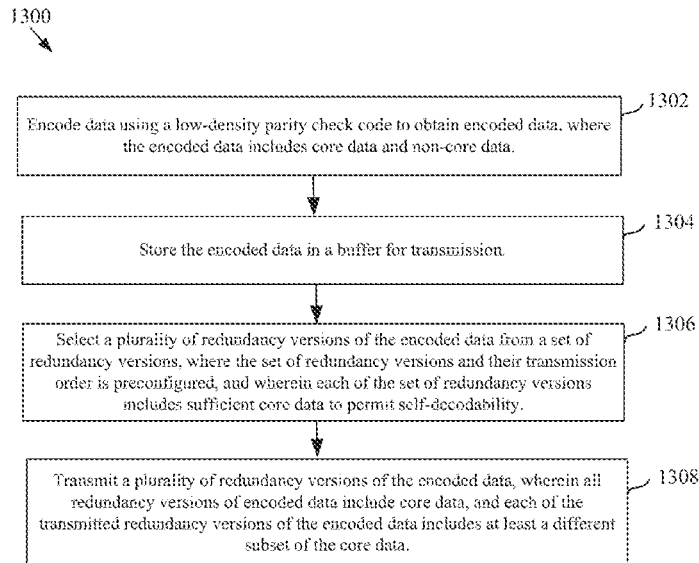 1300
1302
Encode data using a low-density parity check code to obtain encoded data, where
the encoded data includes core data and non-core data.
1304
Store the encoded data in a buffer for transmission.
1306
Select a plurality of redundancy versions of the encoded data from a set of
redundancy versions, where the set of redundancy versions and their transmission
order is preconfigured, and wherein each of the set of redundancy versions
includes sufficient core data to permit self-decodability.
1308
Transmit a plurality of redundancy versions of the encoded data, wherein all
redundancy versions of encoded data include core data, and each of the
transmitted redundancy versions of the encoded data includes at least a different
subset of the core data.